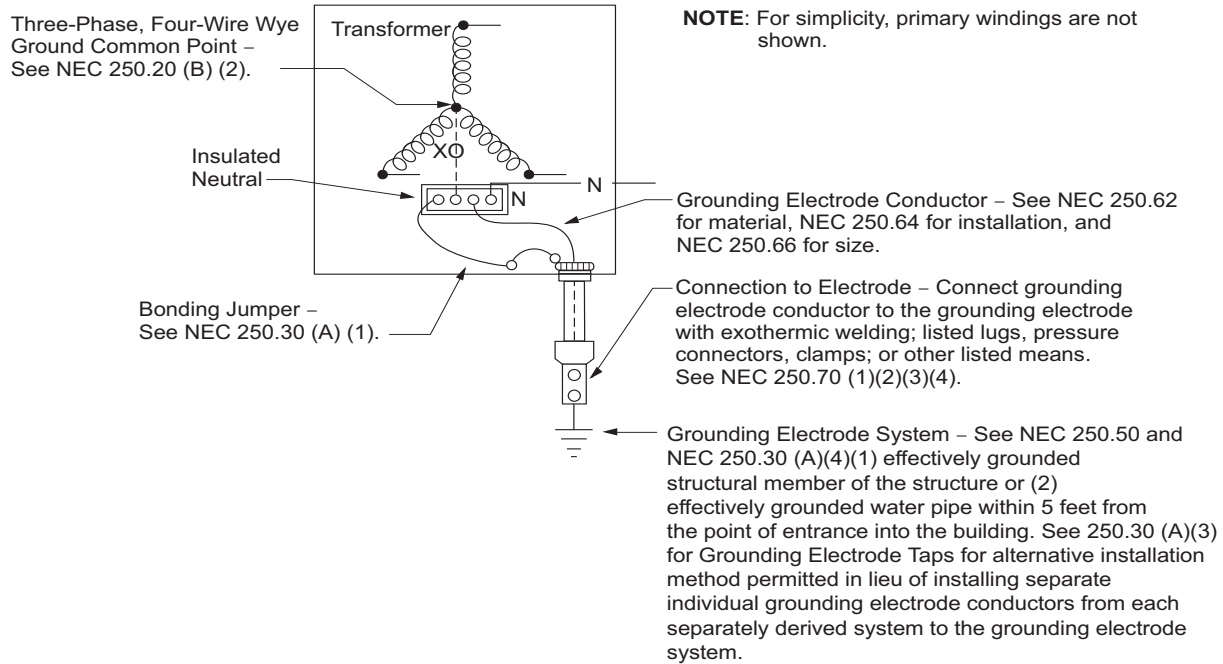 Three-Phase, Four-Wire Wye
Ground Common Point –
See NEC 250.20 (B) (2).
Transformer
NOTE: For simplicity, primary windings are not
shown.
XO
Insulated
Neutral
N
N
Grounding Electrode Conductor – See NEC 250.62
for material, NEC 250.64 for installation, and
NEC 250.66 for size.
Bonding Jumper –
See NEC 250.30 (A) (1).
Connection to Electrode – Connect grounding
electrode conductor to the grounding electrode
with exothermic welding; listed lugs, pressure
connectors, clamps; or other listed means.
See NEC 250.70 (1)(2)(3)(4).
Grounding Electrode System – See NEC 250.50 and
NEC 250.30 (A)(4)(1) effectively grounded
structural member of the structure or (2)
effectively grounded water pipe within 5 feet from
the point of entrance into the building. See 250.30 (A)(3)
for Grounding Electrode Taps for alternative installation
method permitted in lieu of installing separate
individual grounding electrode conductors from each
separately derived system to the grounding electrode
system.